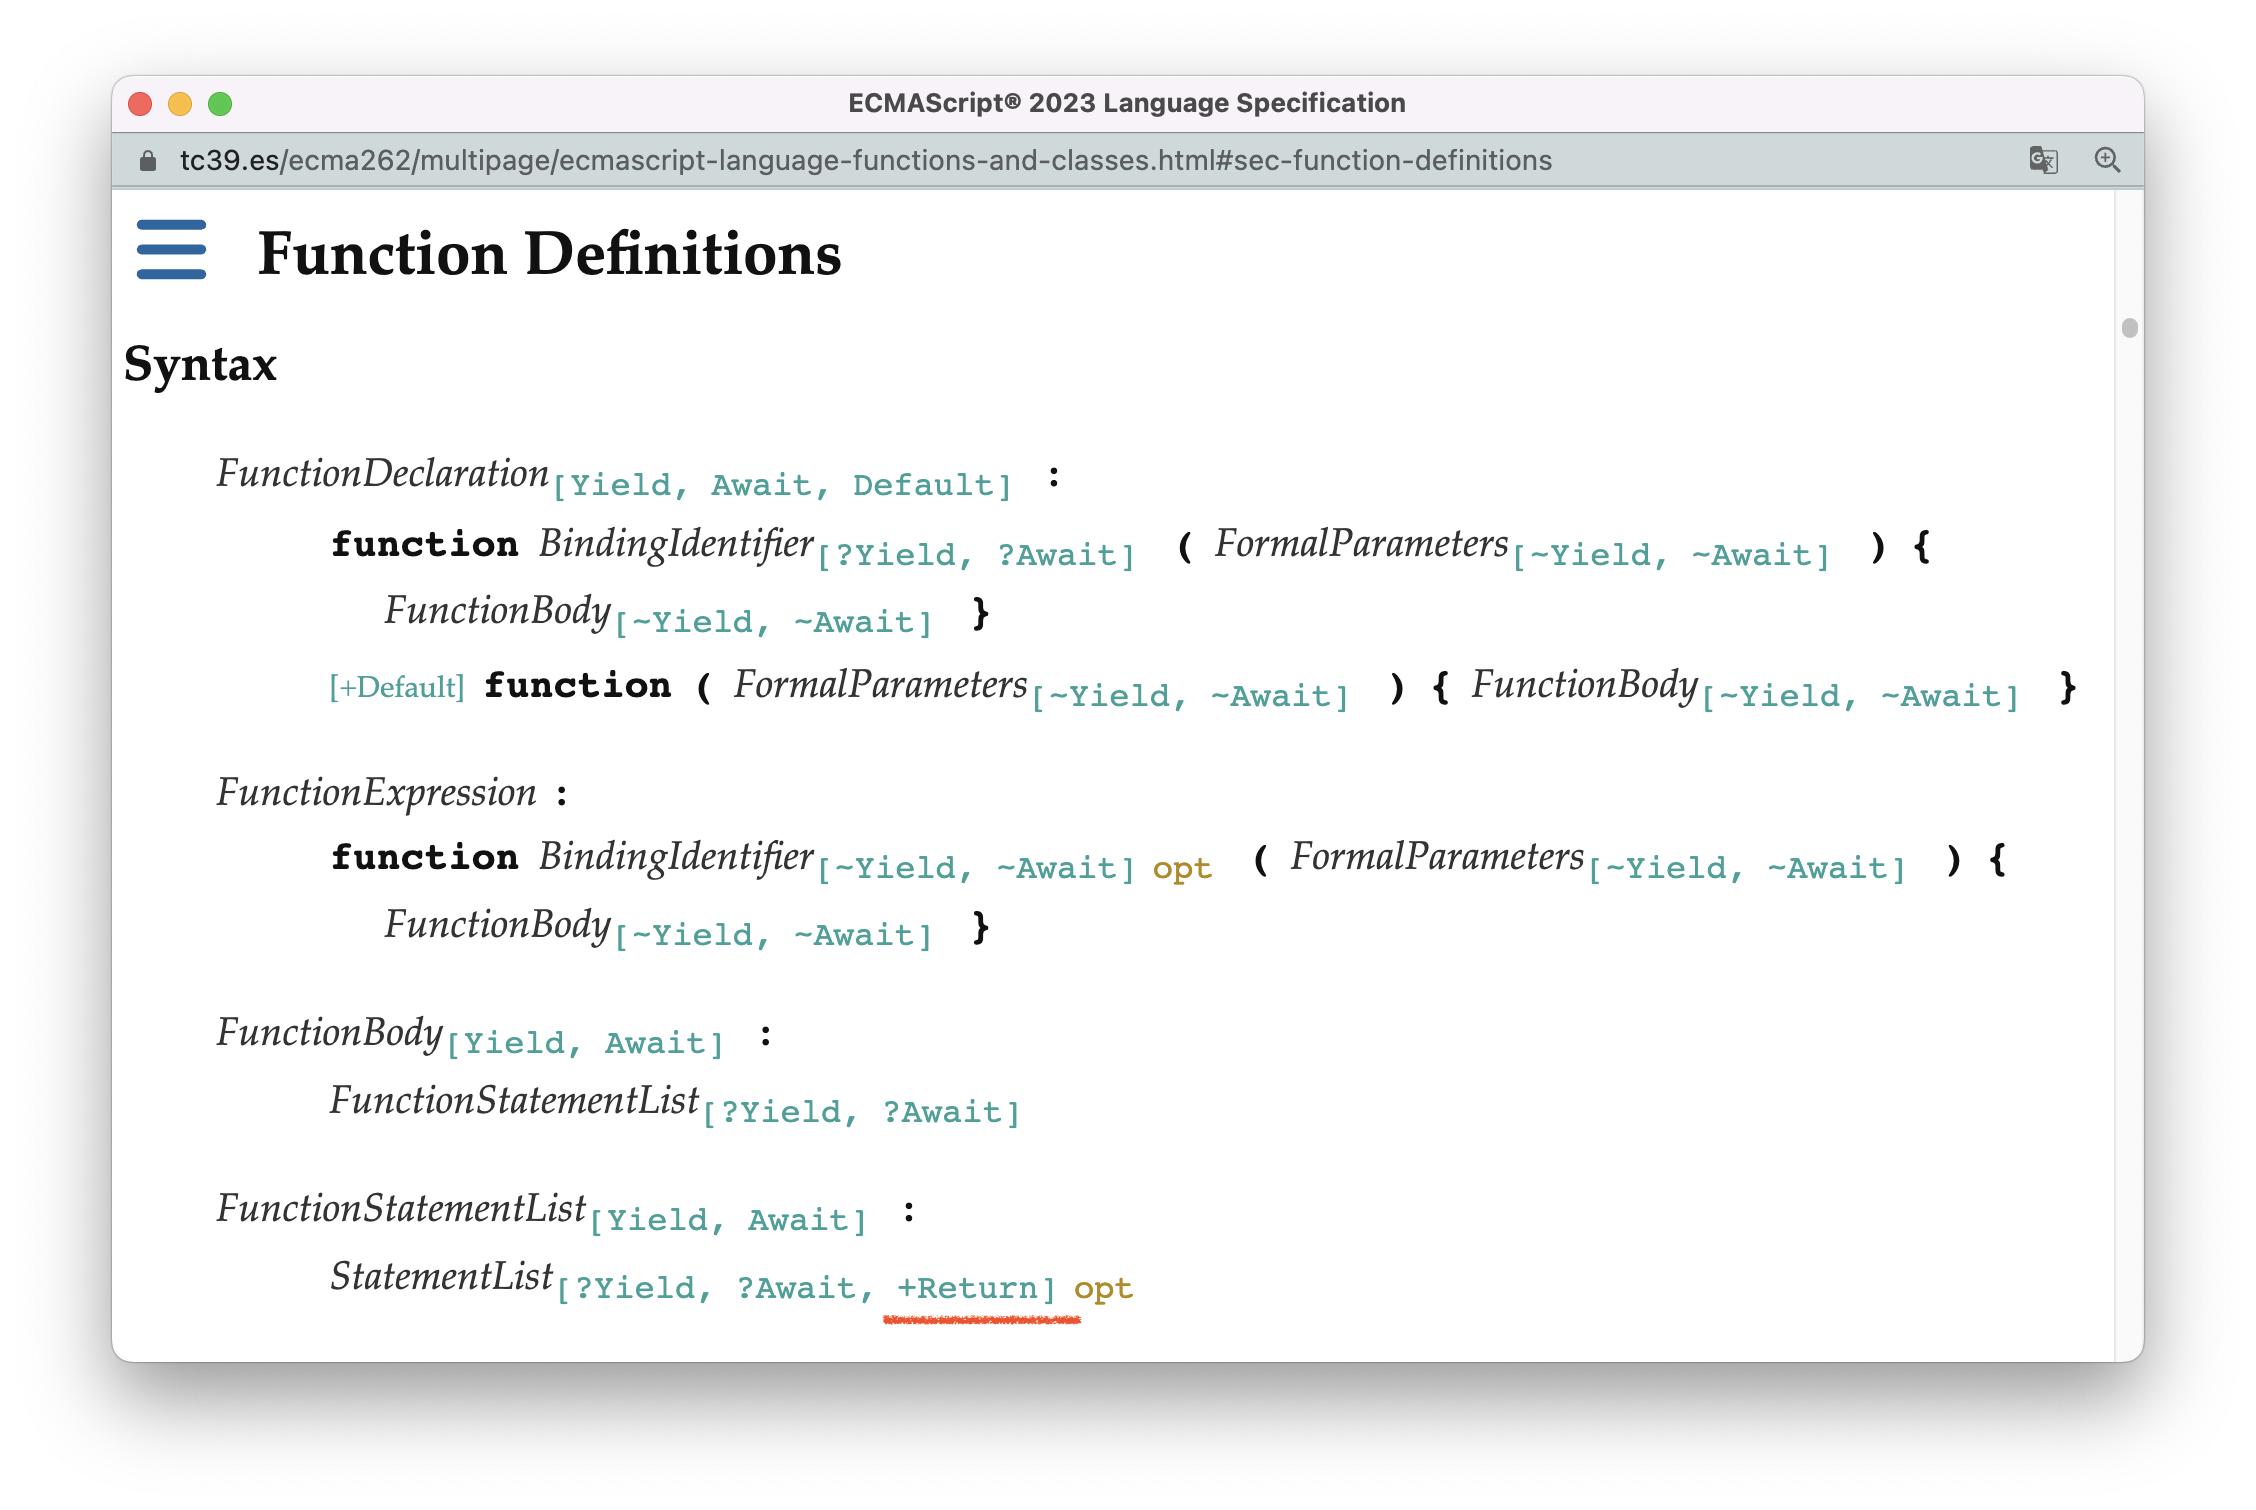 ECMAScript® 2023 Language Specification
tc39.es/ecma262/multipage/ecmascript-language-functions-and-classes.html#sec-function-definitions
Function Definitions
Syntax
FunctionDeclaration[Yield, Await, Default] :
function BindingIdentifier[?Yield, ?Await] ( FormalParameters[~Yield, ~Await] ) {
FunctionBody[~Yield, ~Await] }
[+Default] function ( FormalParameters[~Yield, ~Await] ) { FunctionBody[~Yield, ~Await] }
FunctionExpression :
function BindingIdentifier[~Yield, ~Await] opt ( FormalParameters[~Yield, ~Await] ) {
FunctionBody[~Yield, ~Await] }
FunctionBody[Yield, Await] :
FunctionStatementList[?Yield, ?Await]
FunctionStatementList[Yield, Await] :
StatementList[?Yield, ?Await, +Return] opt